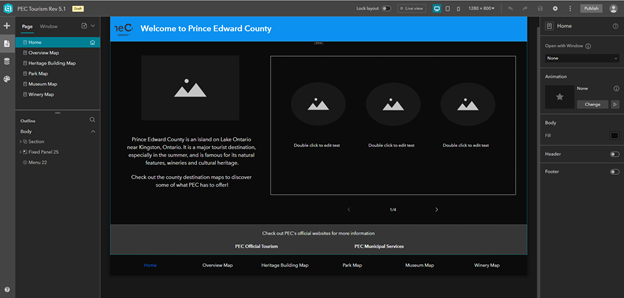 PEC Tourism Rev 5.1
Draft
Lock layout
Live view
1280 × 800
Publish
Page
Window
Home
Overview Map
Heritage Building Map
Park Map
Museum Map
Winery Map
Outline
Body
Section
Fixed Panel 25
Menu 22
Welcome to Prince Edward County
Prince Edward County is an island on Lake Ontario
near Kingston, Ontario. It is a major tourist destination,
especially in the summer, and is famous for its natural
features, wineries and cultural heritage.
Check out the county destination maps to discover
some of what PEC has to offer!
Double click to edit text
Double click to edit text
Double click to edit text
1/4
Check out PEC's official websites for more information
PEC Official Tourism
PEC Municipal Services
Home
Overview Map
Heritage Building Map
Park Map
Museum Map
Winery Map
Home
Open with Window
None
Animation
None
Change
Body
Fill
Header
Footer